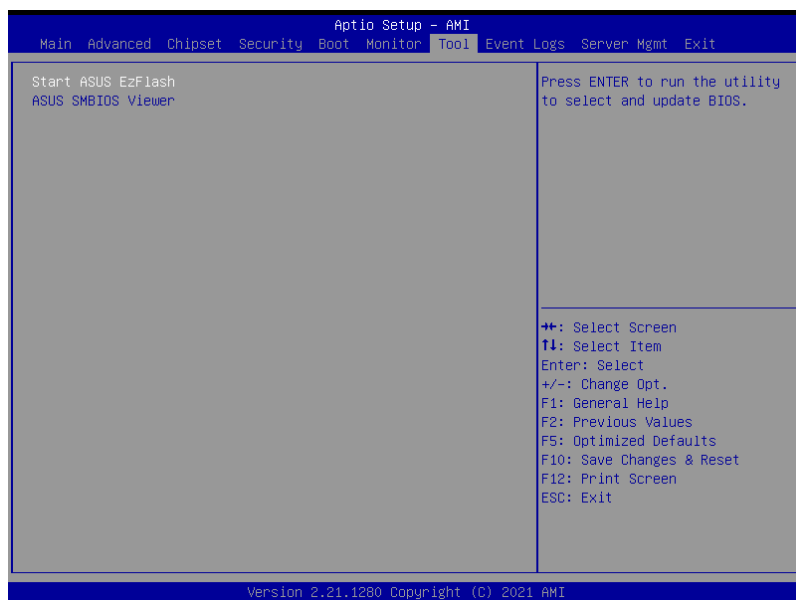 Aptio Setup – AMI
Main Advanced Chipset Security Boot Monitor Tool Event Logs Server Mgmt Exit
Start ASUS EzFlash
ASUS SMBIOS Viewer
Press ENTER to run the utility
to select and update BIOS.
→←: Select Screen
↑↓: Select Item
Enter: Select
+/-: Change Opt.
F1: General Help
F2: Previous Values
F5: Optimized Defaults
F10: Save Changes & Reset
F12: Print Screen
ESC: Exit
Version 2.21.1280 Copyright (C) 2021 AMI